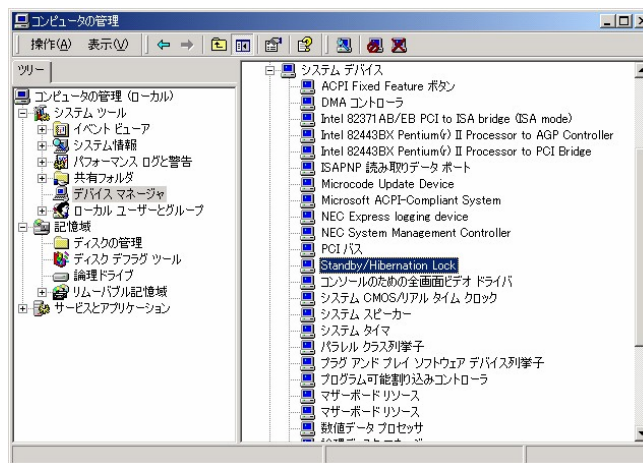 コンピュータの管理
操作(A) 表示(V)
ツリー
コンピュータの管理 (ローカル)
システム ツール
イベント ビューア
システム情報
パフォーマンス ログと警告
共有フォルダ
デバイス マネージャ
ローカル ユーザーとグループ
記憶域
ディスクの管理
ディスク デフラグ ツール
論理ドライブ
リムーバブル記憶域
サービスとアプリケーション
システム デバイス
ACPI Fixed Feature ボタン
DMA コントローラ
Intel 82371AB/EB PCI to ISA bridge (ISA mode)
Intel 82443BX Pentium(r) II Processor to AGP Controller
Intel 82443BX Pentium(r) II Processor to PCI Bridge
ISAPNP 読み取りデータ ポート
Microcode Update Device
Microsoft ACPI-Compliant System
NEC Express logging device
NEC System Management Controller
PCI バス
Standby/Hibernation Lock
コンソールのための全画面ビデオ ドライバ
システム CMOS/リアル タイム クロック
システム スピーカー
システム タイマ
パラレル クラス列挙子
プラグ アンド プレイ ソフトウェア デバイス列挙子
プログラム可能割り込みコントローラ
マザーボード リソース
マザーボード リソース
数値データ プロセッサ